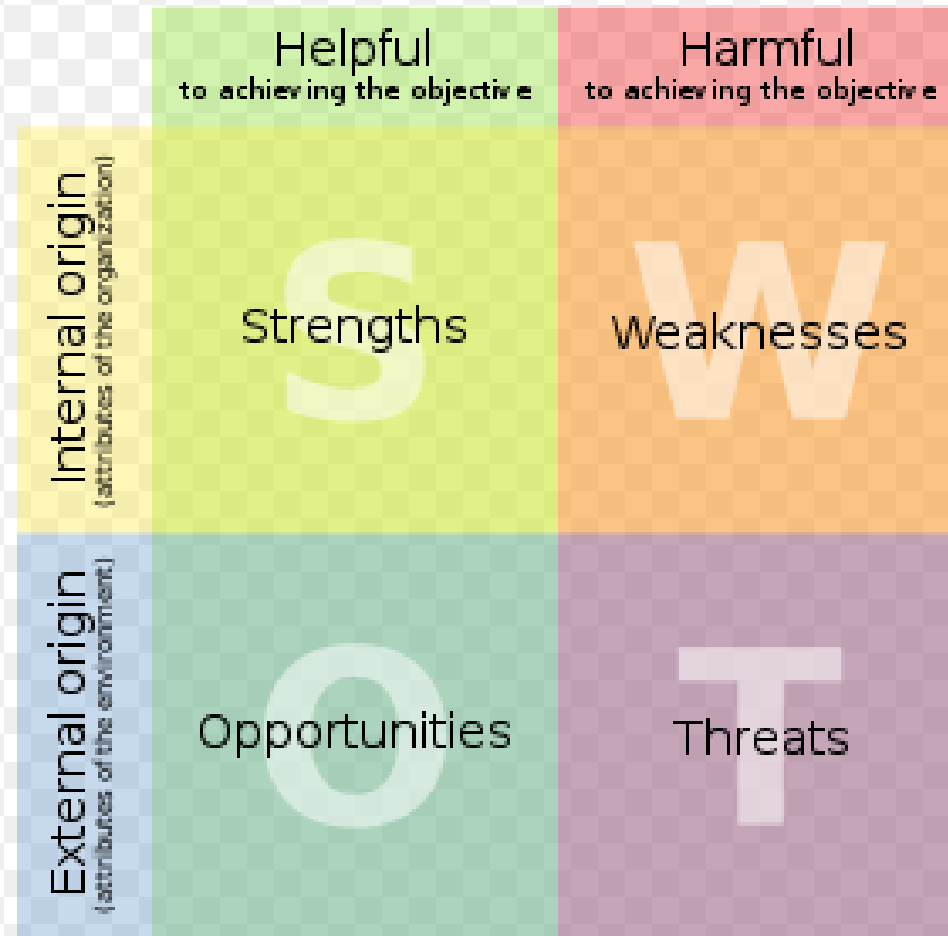 Helpful
to achieving the objective
Harmful
to achieving the objective
Internal origin
(attributes of the organization)
S
Strengths
W
Weaknesses
External origin
(attributes of the environment)
O
Opportunities
T
Threats